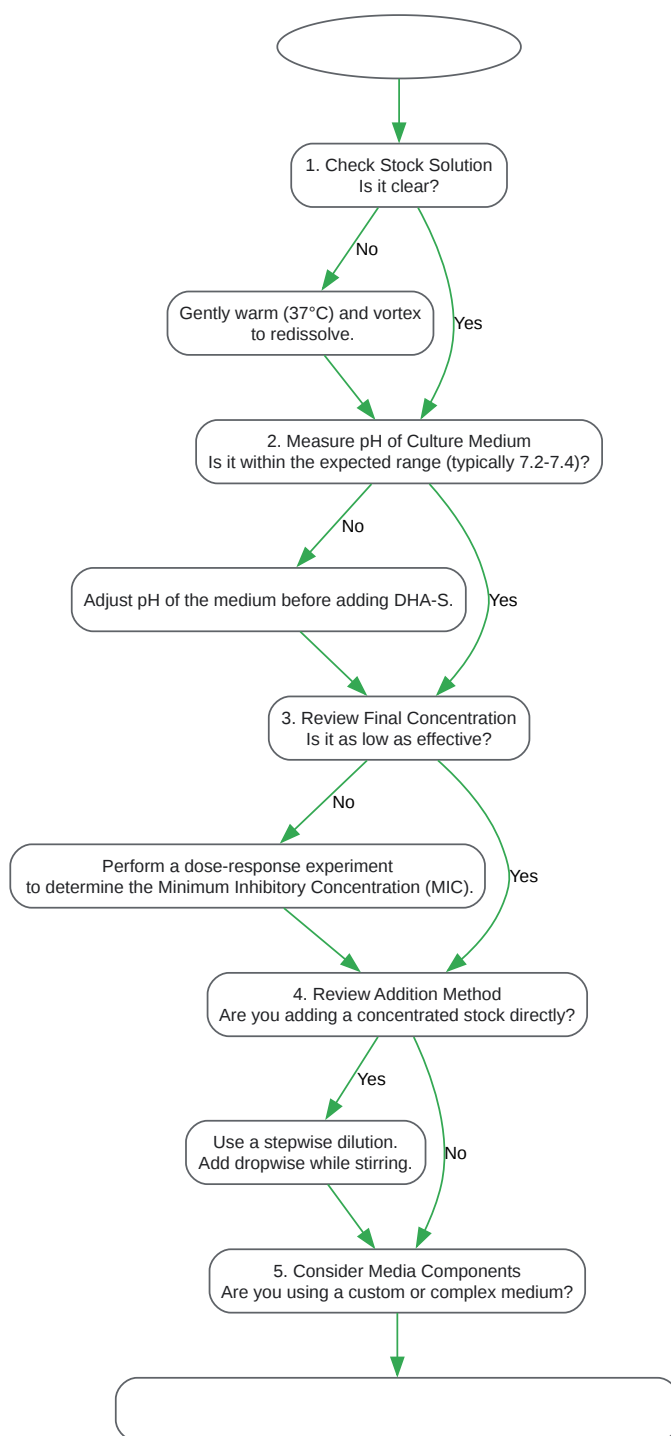 1. Check Stock Solution
Is it clear?
No
Gently warm (37°C) and vortex
to redissolve.
Yes
2. Measure pH of Culture Medium
Is it within the expected range (typically 7.2-7.4)?
No
Adjust pH of the medium before adding DHA-S.
Yes
3. Review Final Concentration
Is it as low as effective?
No
Perform a dose-response experiment
to determine the Minimum Inhibitory Concentration (MIC).
Yes
4. Review Addition Method
Are you adding a concentrated stock directly?
Yes
Use a stepwise dilution.
Add dropwise while stirring.
No
5. Consider Media Components
Are you using a custom or complex medium?